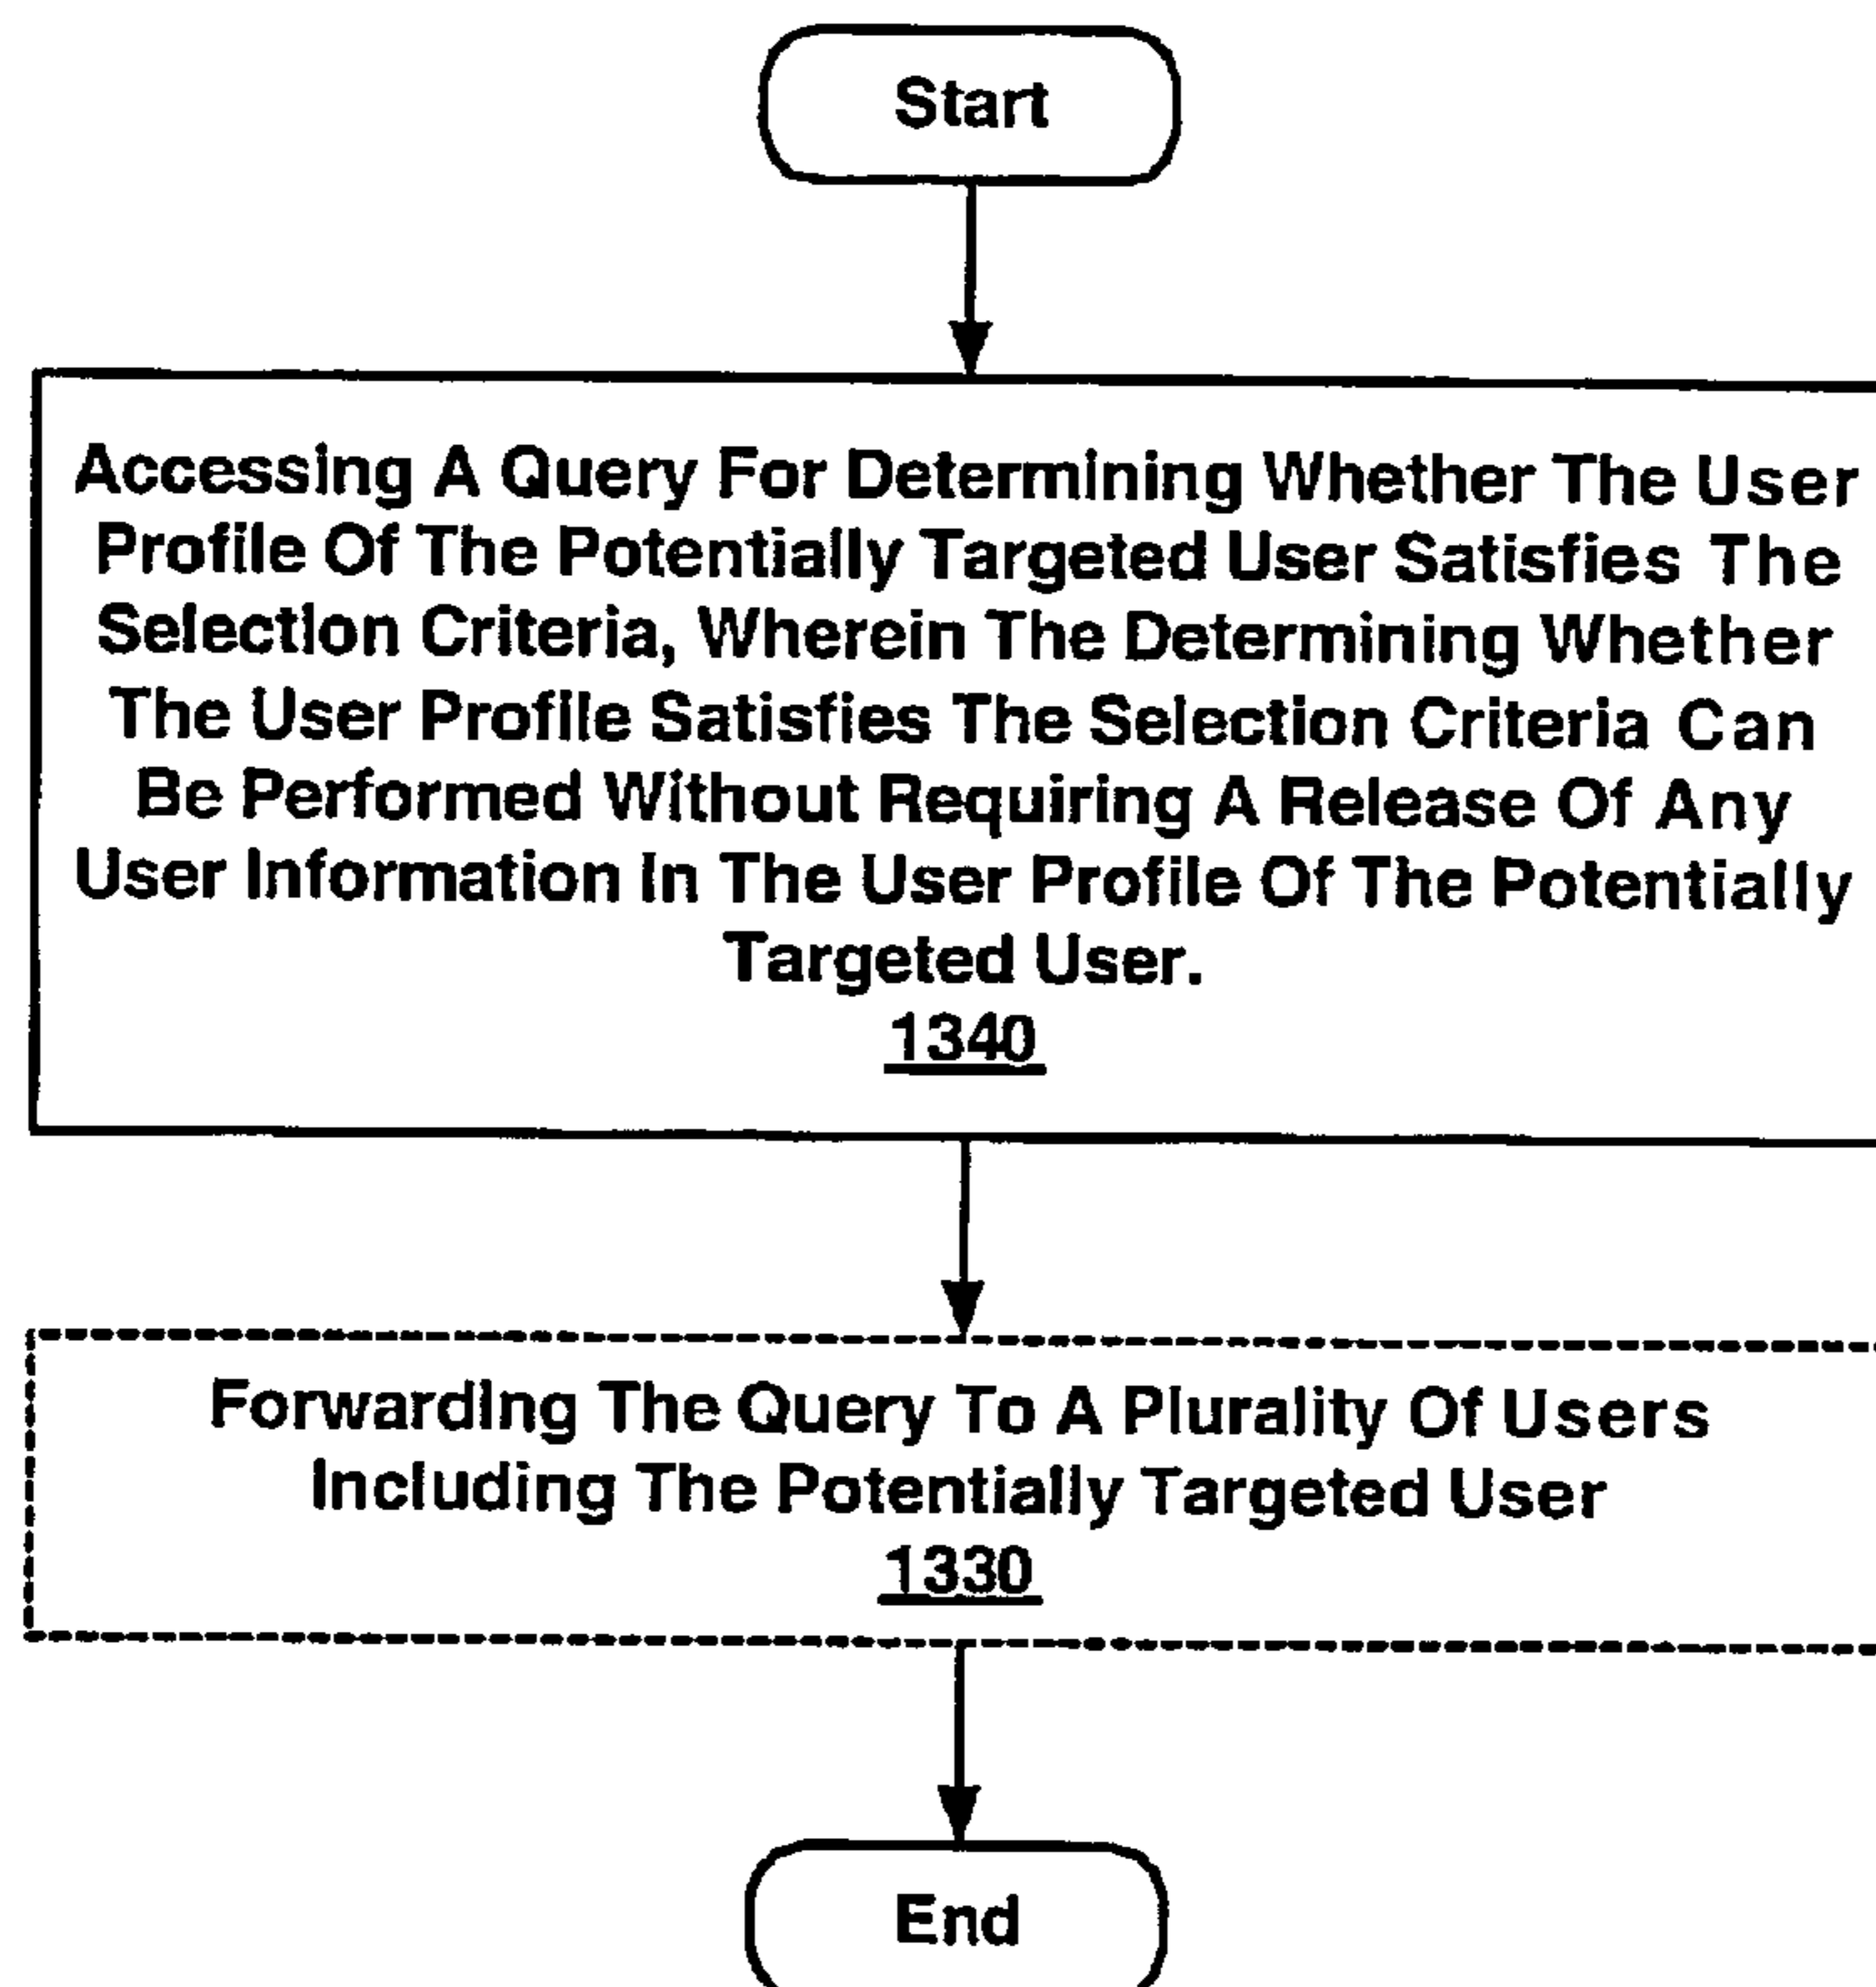 Start
Accessing A Query For Determining Whether The User
Profile Of The Potentially Targeted User Satisfies The
Selection Criteria, Wherein The Determining Whether
The User Profile Satisfies The Selection Criteria Can
Be Performed Without Requiring A Release Of Any
User Information In The User Profile Of The Potentially
Targeted User.
1340
Forwarding The Query To A Plurality Of Users
Including The Potentially Targeted User
1330
End